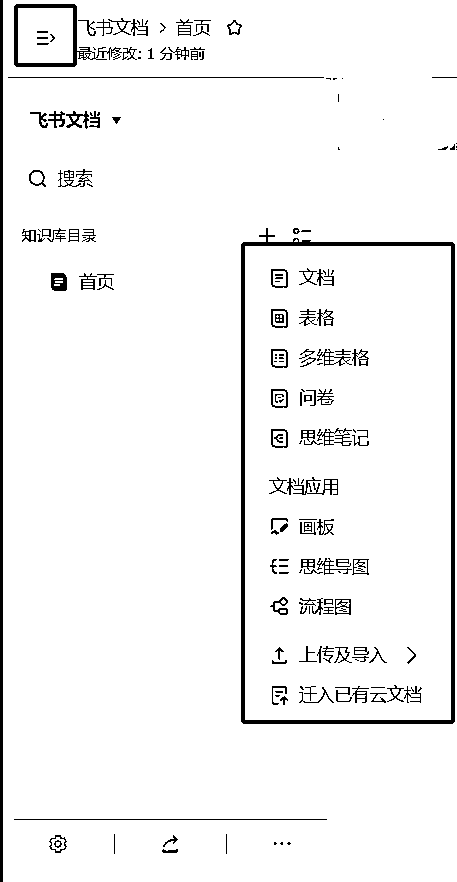 飞书文档 > 首页
最近修改: 1 分钟前
飞书文档
搜索
知识库目录
首页
文档
表格
多维表格
问卷
思维笔记
文档应用
画板
思维导图
流程图
上传及导入
迁入已有云文档